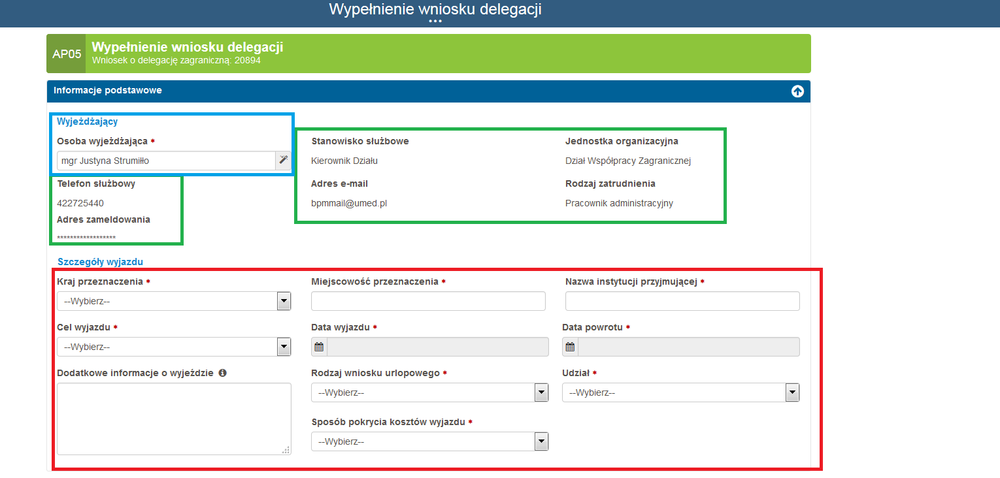 Wypełnienie wniosku delegacji
AP05
Wypełnienie wniosku delegacji
Wniosek o delegację zagraniczną: 20894
Informacje podstawowe
Wyjeżdżający
Osoba wyjeżdżająca *
mgr Justyna Strumiłło
Stanowisko służbowe
Kierownik Działu
Jednostka organizacyjna
Dział Współpracy Zagranicznej
Telefon służbowy
422725440
Adres e-mail
bpmmail@umed.pl
Rodzaj zatrudnienia
Pracownik administracyjny
Adres zameldowania
******************
Szczegóły wyjazdu
Kraj przeznaczenia *
--Wybierz--
Miejscowość przeznaczenia *
Nazwa instytucji przyjmującej *
Cel wyjazdu *
--Wybierz--
Data wyjazdu *
Data powrotu *
Dodatkowe informacje o wyjeździe
Rodzaj wniosku urlopowego *
--Wybierz--
Udział *
--Wybierz--
Sposób pokrycia kosztów wyjazdu *
--Wybierz--